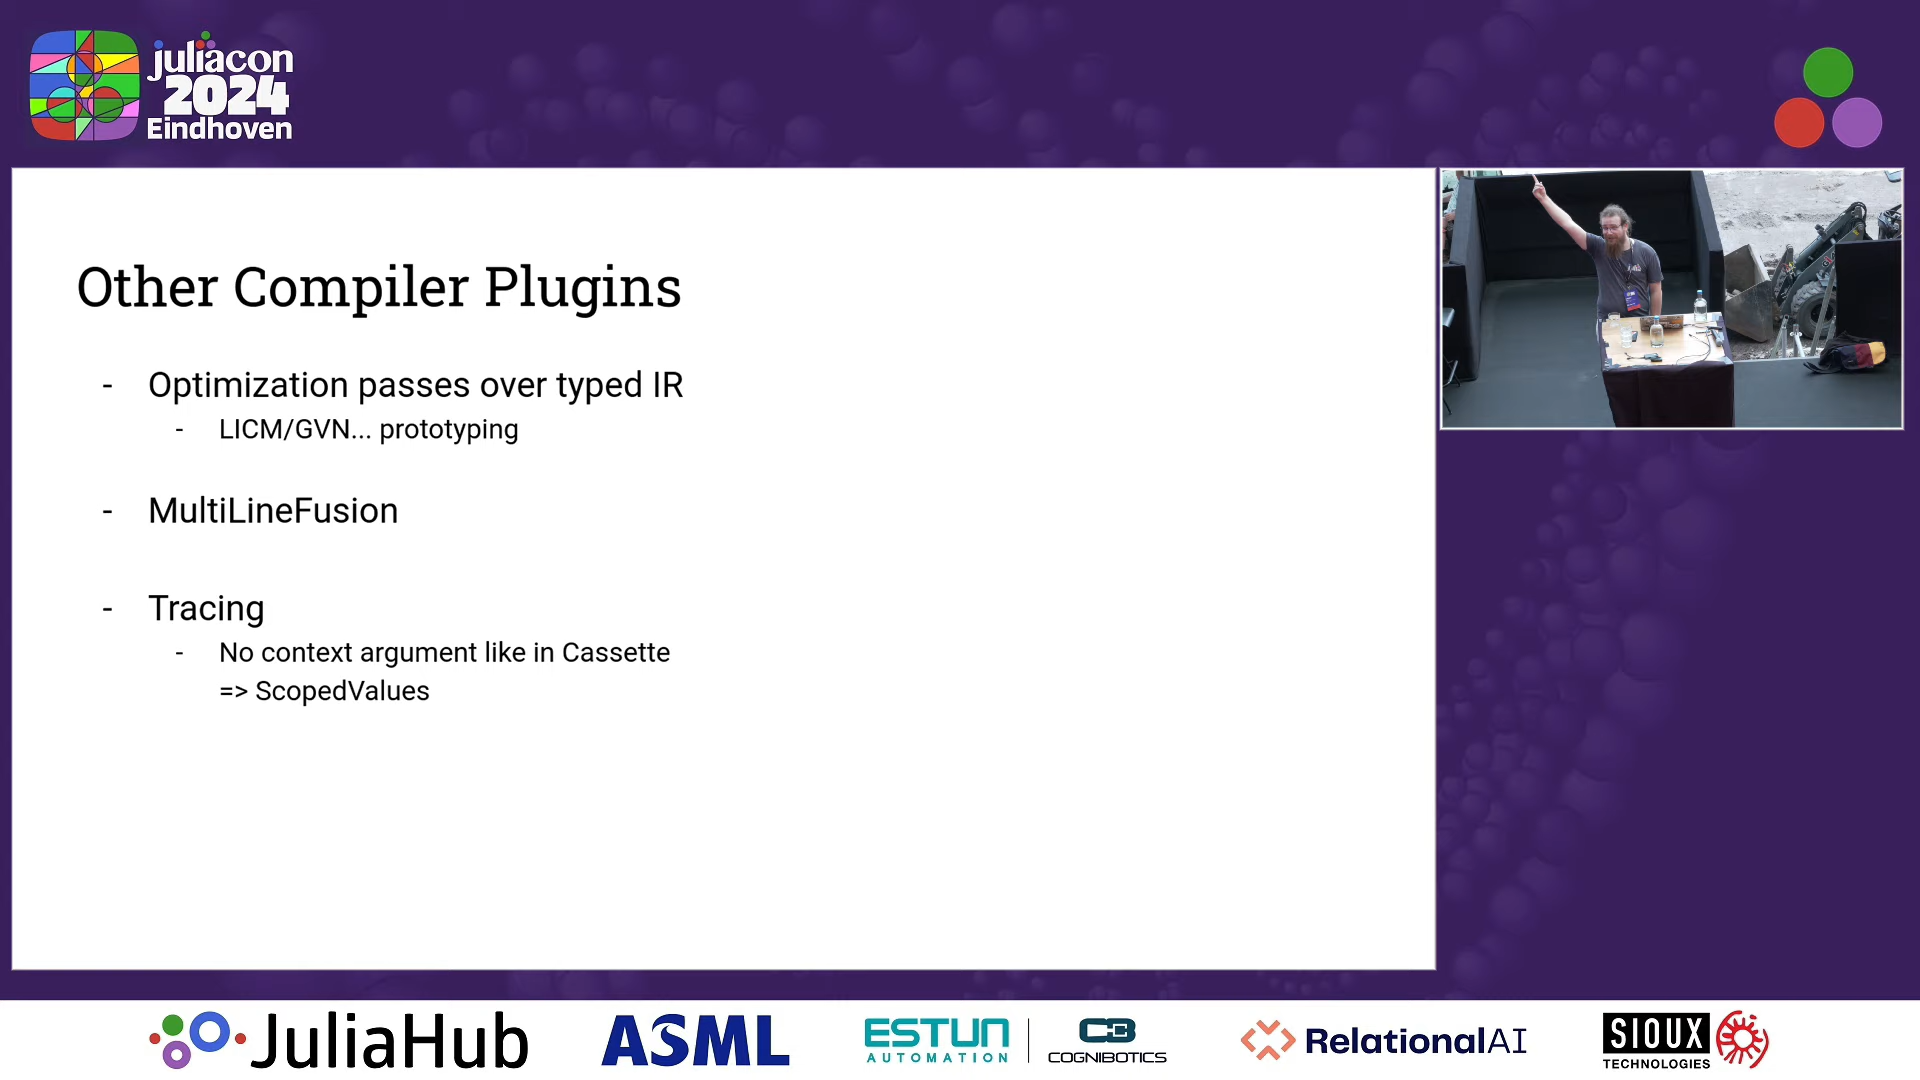 juliacon
2024
Eindhoven
Other Compiler Plugins
- Optimization passes over typed IR
- LICM/GVN... prototyping
- MultiLineFusion
- Tracing
- No context argument like in Cassette
=> ScopedValues
JuliaHub
ASML
ESTUN
AUTOMATION
COGNIBOTICS
RelationalAI
SIOUX
TECHNOLOGIES